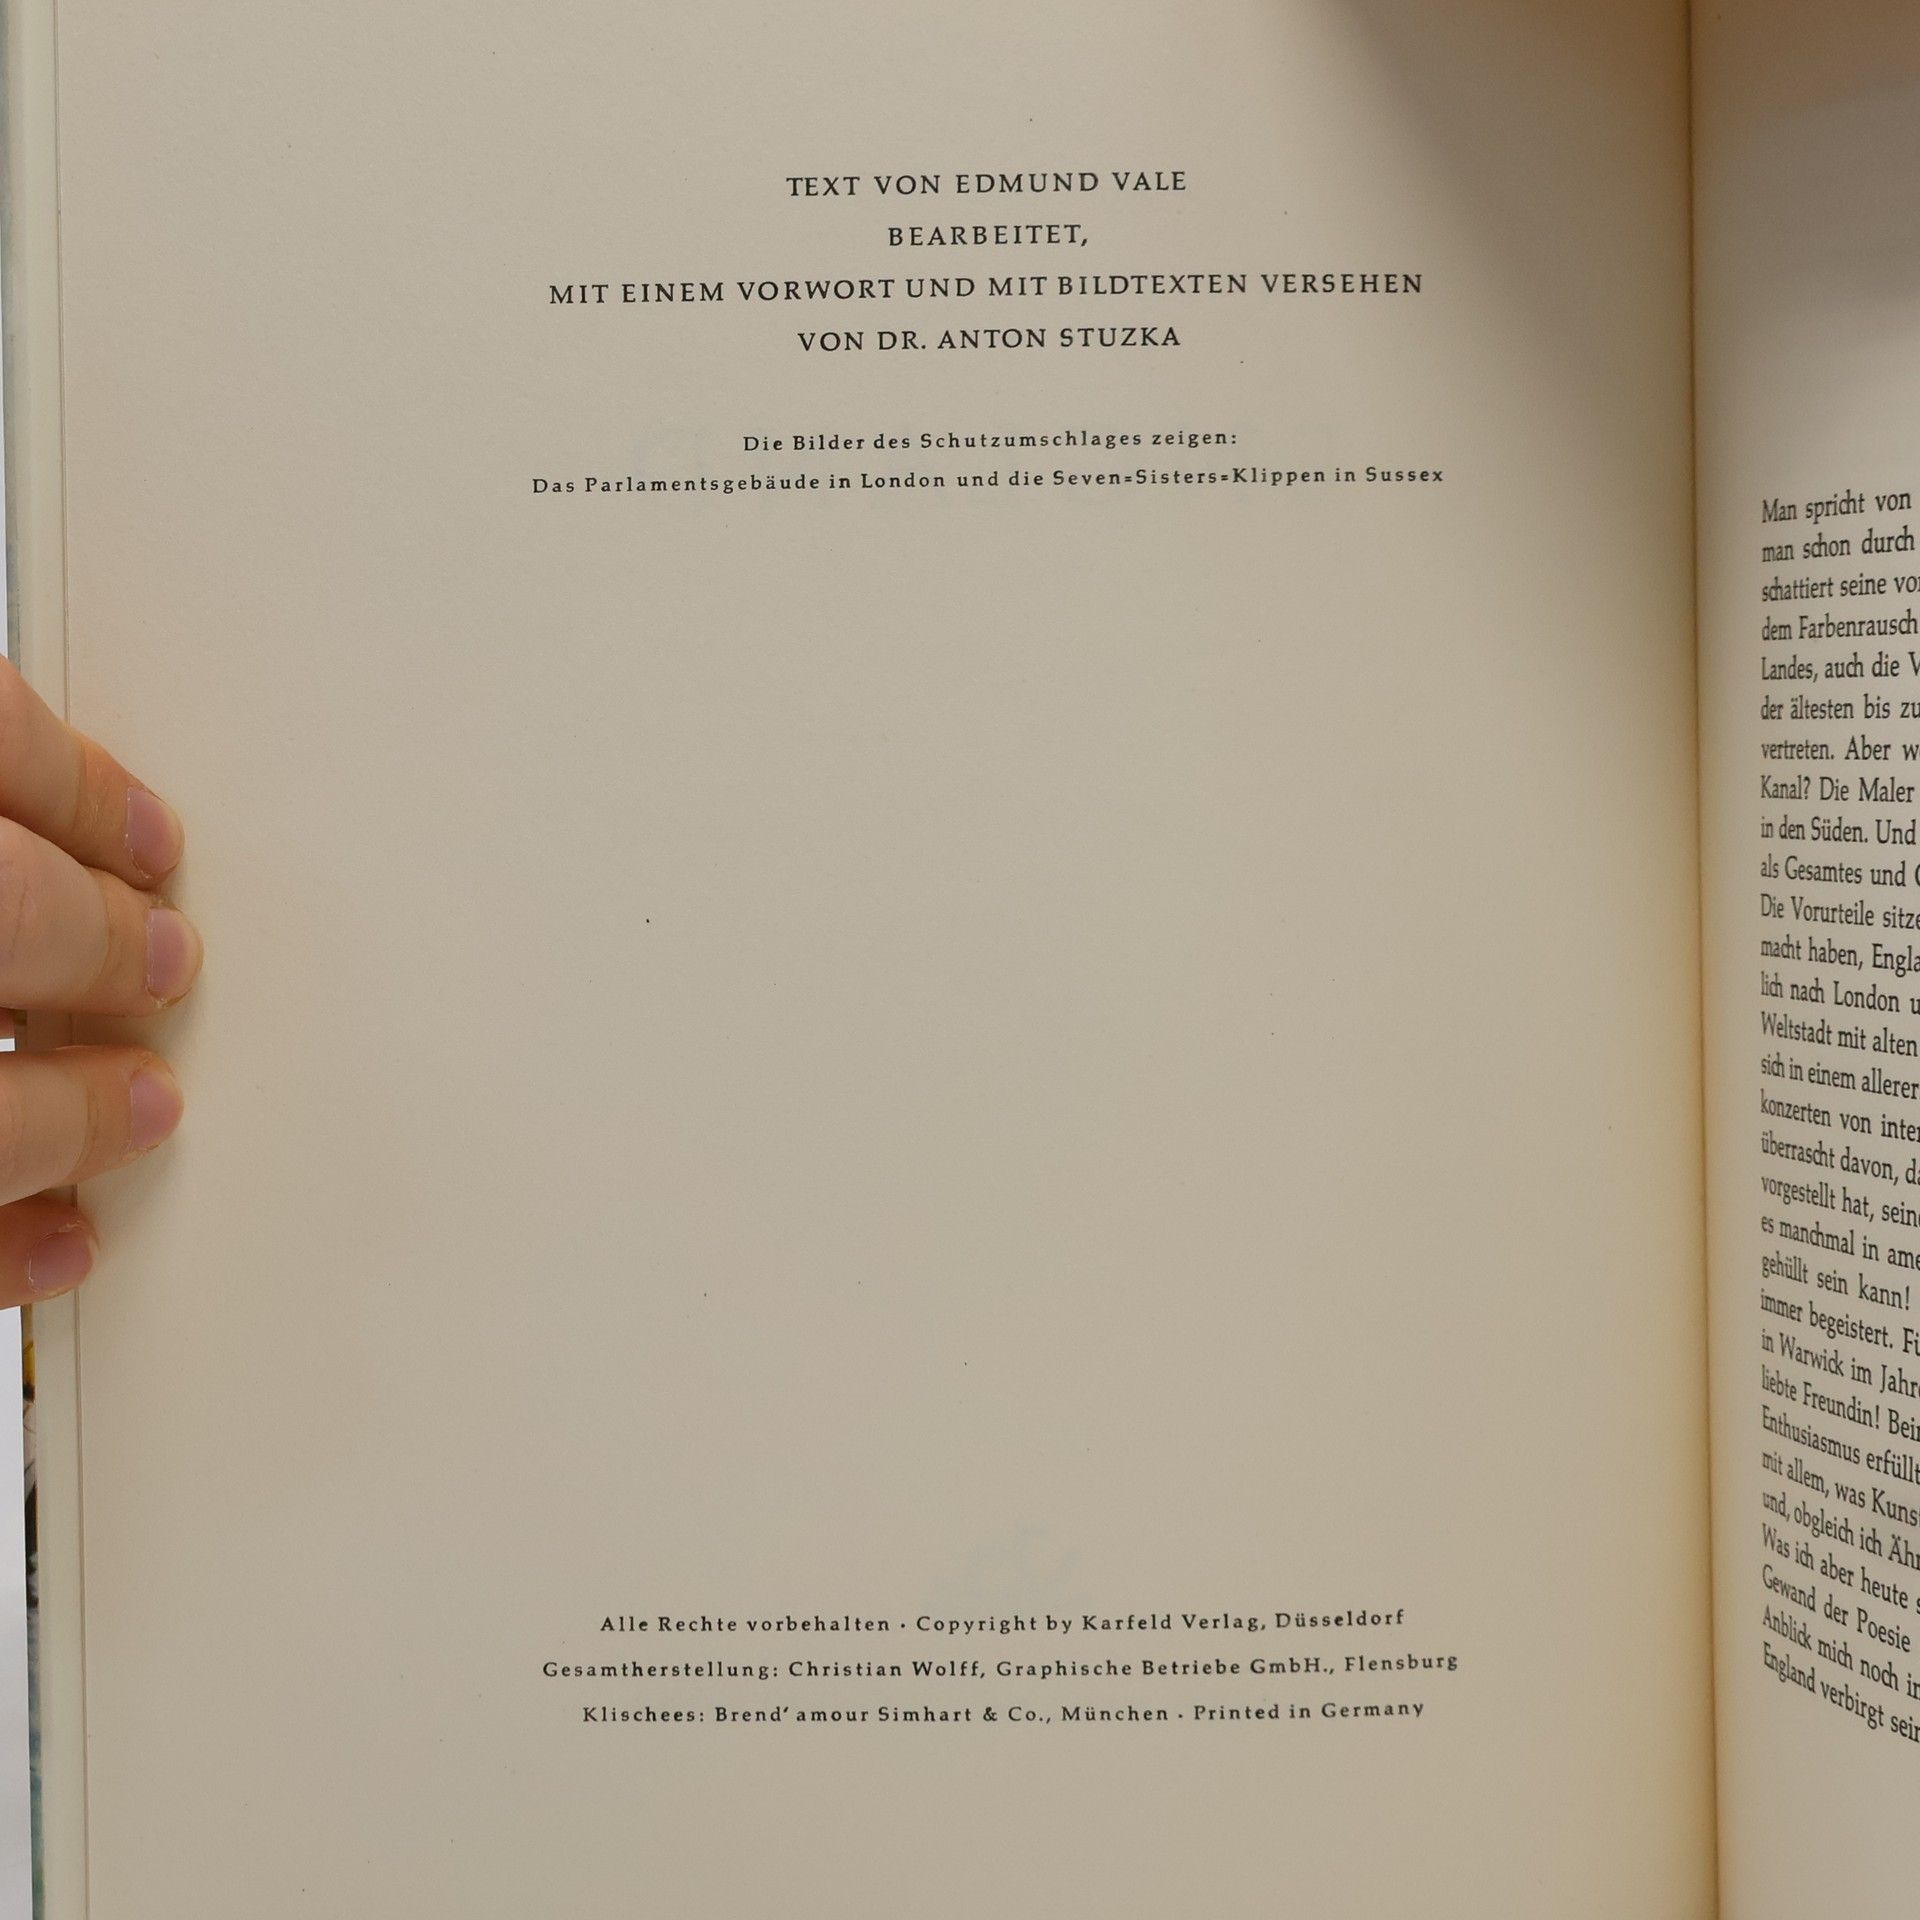 TEXT VON EDMUND VALE
BEARBEITET,
MIT EINEM VORWORT UND MIT BILDTEXTEN VERSEHEN
VON DR. ANTON STUZKA
Die Bilder des Schutzumschlages zeigen:
Das Parlamentsgebäude in London und die Seven=Sisters=Klippen in Sussex
Alle Rechte vorbehalten · Copyright by Karfeld Verlag, Düsseldorf
Gesamtherstellung: Christian Wolff, Graphische Betriebe GmbH., Flensburg
Klischees: Brend’ amour Simhart & Co., München · Printed in Germany
Man spricht von
man schon durch
schattiert seine
dem Farbenrausch
Landes, auch die
der ältesten bis
vertreten. Aber
Kanal? Die Maler
in den Süden. Und
als Gesamtes und
Die Vorurteile
macht haben,
lich nach London
Weltstadt mit alten
sich in einem
konzerten von
überrascht davon,
vorgestellt hat,
es manchmal in
gehüllt sein kann!
immer begeistert.
in Warwick im
liebte Freundin!
Enthusiasmus
mit allem, was
und, obgleich ich
Was ich aber heute
Gewand der Poesie
Anblick mich noch
England verbirgt